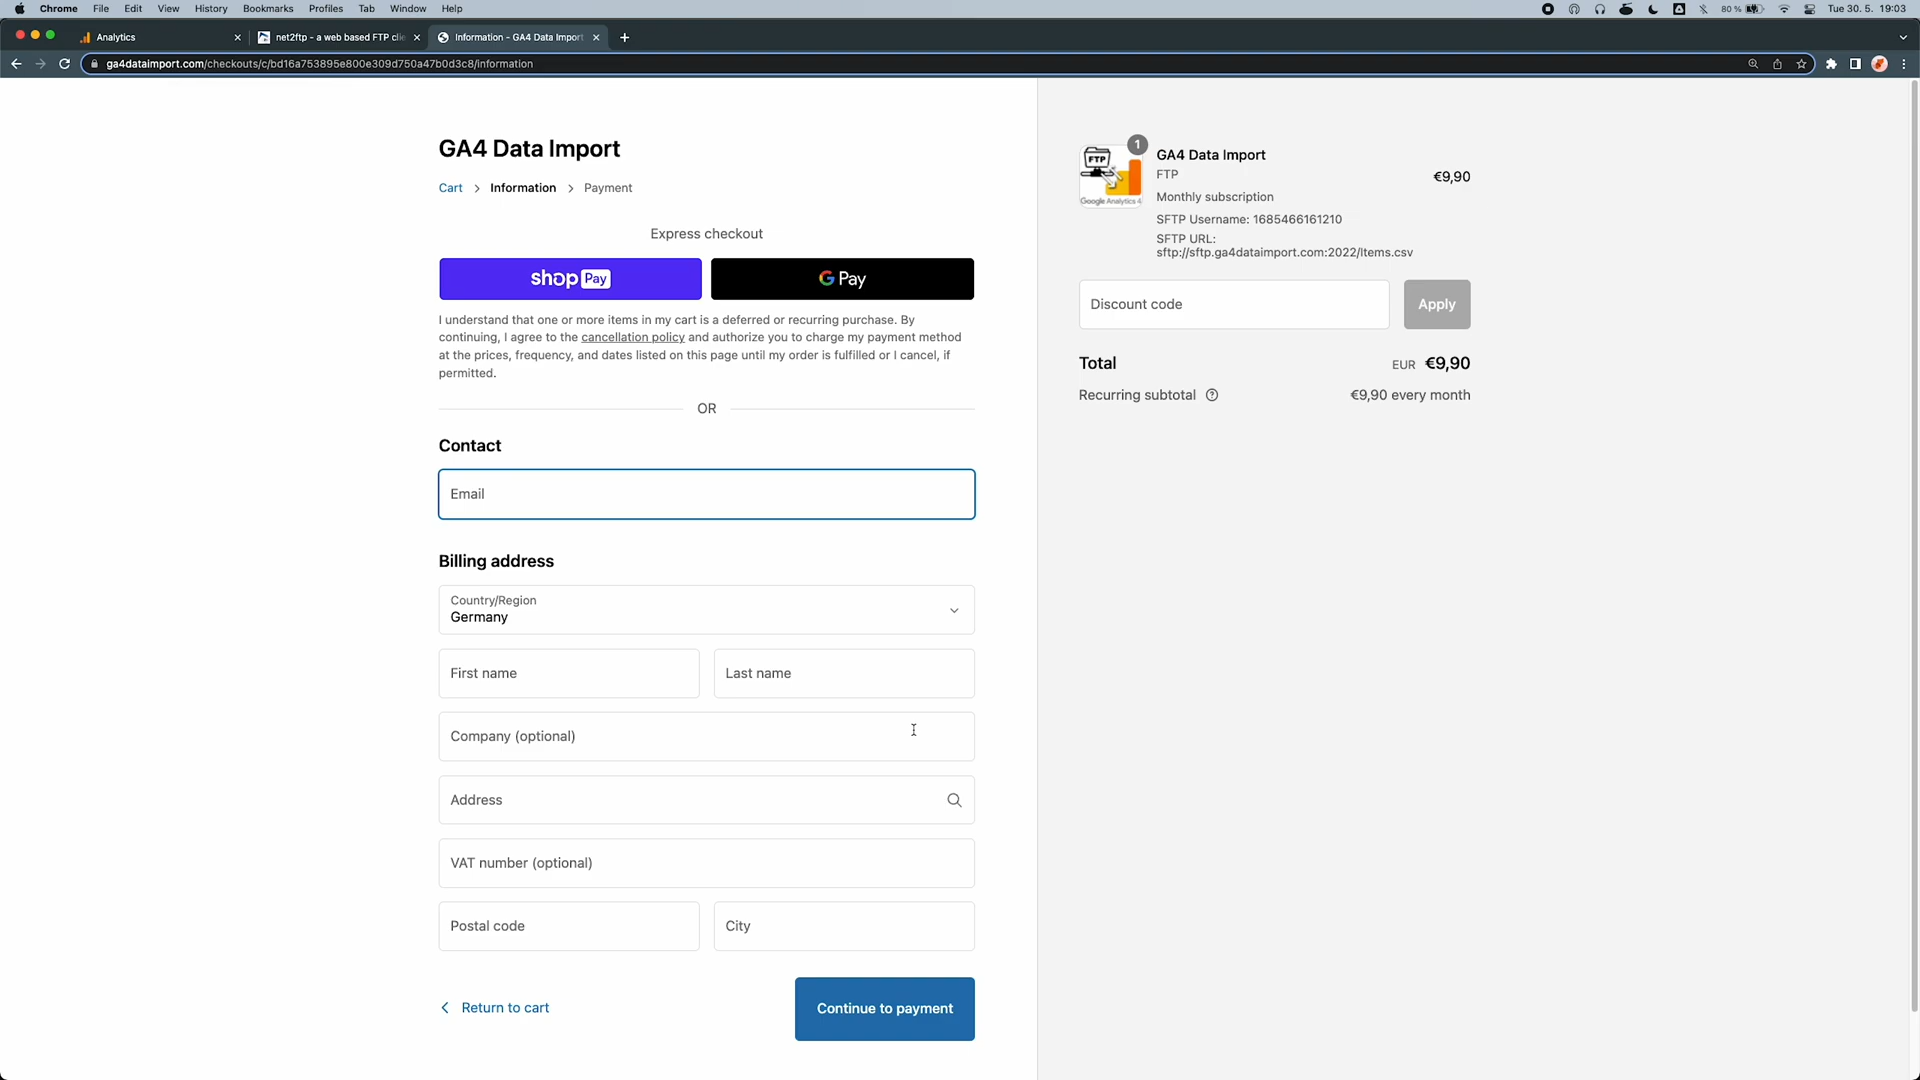 Chrome File Edit View History Bookmarks Profiles Tab Window Help 80 % Tue 30. 5. 19:03
Analytics net2ftp - a web based FTP clie Information - GA4 Data Import
ga4dataimport.com/checkouts/c/bd16a753895e800e309d750a47b0d3c8/information
GA4 Data Import
Cart > Information > Payment
Express checkout
shop Pay
G Pay
I understand that one or more items in my cart is a deferred or recurring purchase. By
continuing, I agree to the cancellation policy and authorize you to charge my payment method
at the prices, frequency, and dates listed on this page until my order is fulfilled or I cancel, if
permitted.
OR
Contact
Email
Billing address
Country/Region
Germany
First name
Last name
Company (optional)
Address
VAT number (optional)
Postal code
City
Return to cart
Continue to payment
FTP
Google Analytics 4
1
GA4 Data Import
FTP
Monthly subscription
SFTP Username: 1685466161210
SFTP URL:
sftp://sftp.ga4dataimport.com:2022/Items.csv
€9,90
Discount code
Apply
Total EUR €9,90
Recurring subtotal €9,90 every month